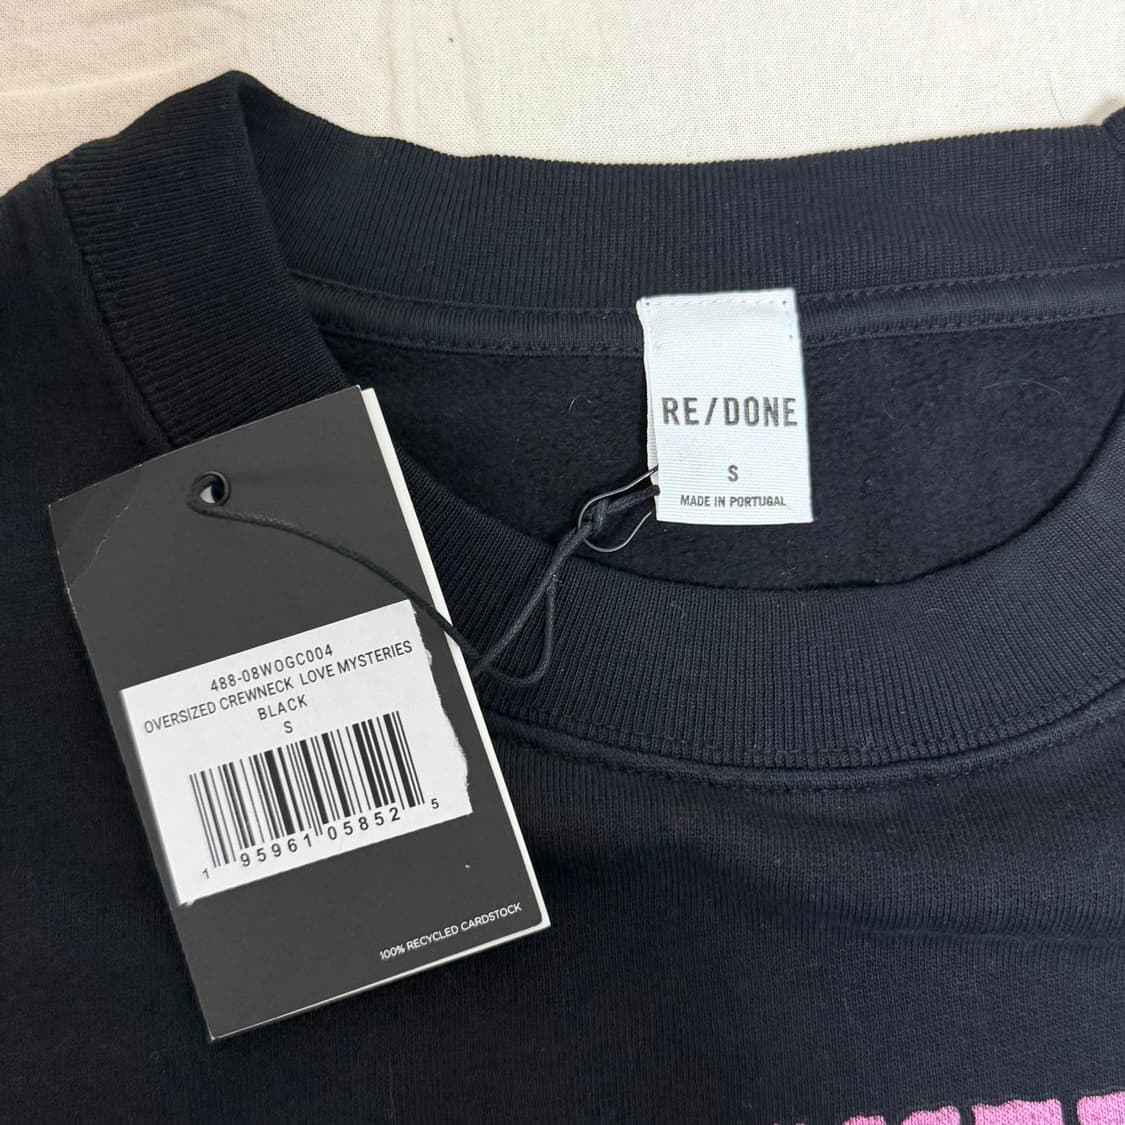 RE/DONE
S
MADE IN PORTUGAL
488-08WOGC004
OVERSIZED CREWNECK LOVE MYSTERIES
BLACK
S
1 95961 05852 5
100% RECYCLED CARDSTOCK